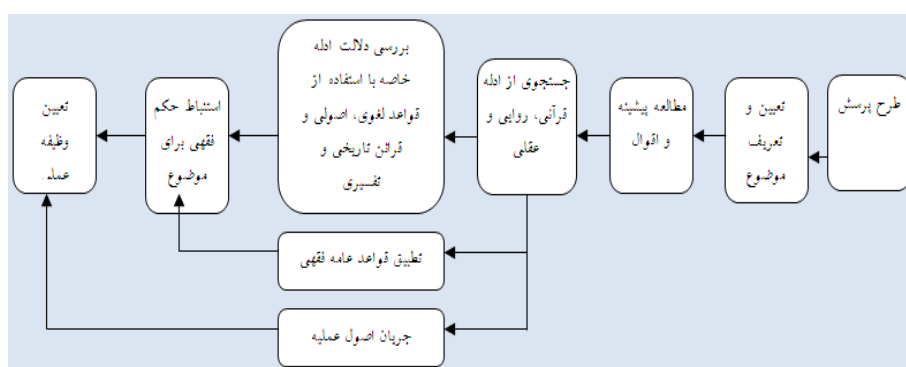 طرح پرسش
تعیین و
تعریف
موضوع
مطالعه پیشینه
و اقوال
جستجوی از ادله
قرآنی، روایی و
عقلی
بررسی دلالت ادله
خاصه با استفاده از
قواعد لغوی، اصولی و
قرائن تاریخی و
تفسیری
استنباط حکم
فقهی برای
موضوع
تعیین
وظیفه
تطبیق قواعد عامه فقهی
جریان اصول عملیه